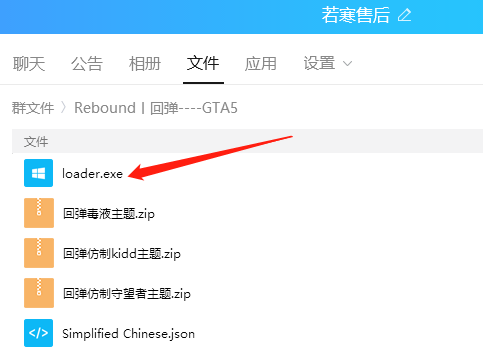 若寒售后
聊天 公告 相册 文件 应用 设置
群文件 〉Rebound丨回弹----GTA5
文件
loader.exe
回弹毒液主题.zip
回弹仿制kidd主题.zip
回弹仿制守望者主题.zip
</> Simplified Chinese.json